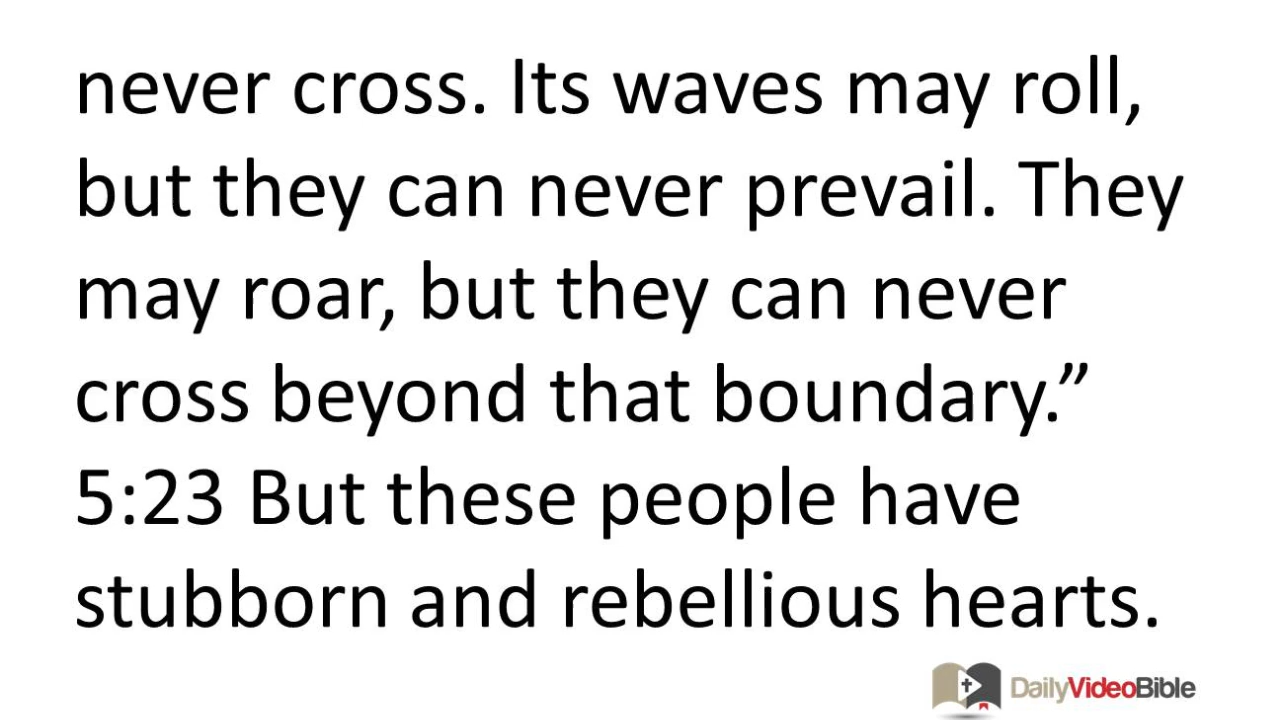 never cross. Its waves may roll,
but they can never prevail. They
may roar, but they can never
cross beyond that boundary.”
5:23 But these people have
stubborn and rebellious hearts.
DailyVideoBible